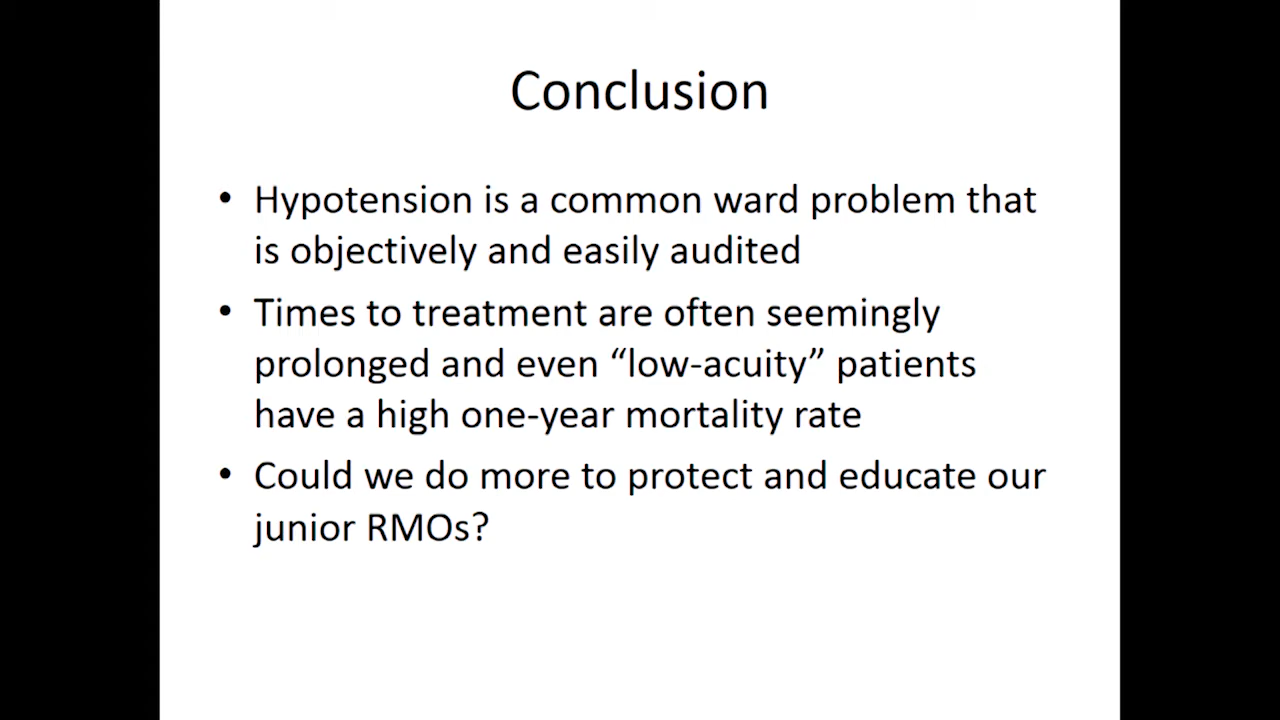 Conclusion
• Hypotension is a common ward problem that
is objectively and easily audited
• Times to treatment are often seemingly
prolonged and even “low-acuity” patients
have a high one-year mortality rate
• Could we do more to protect and educate our
junior RMOs?